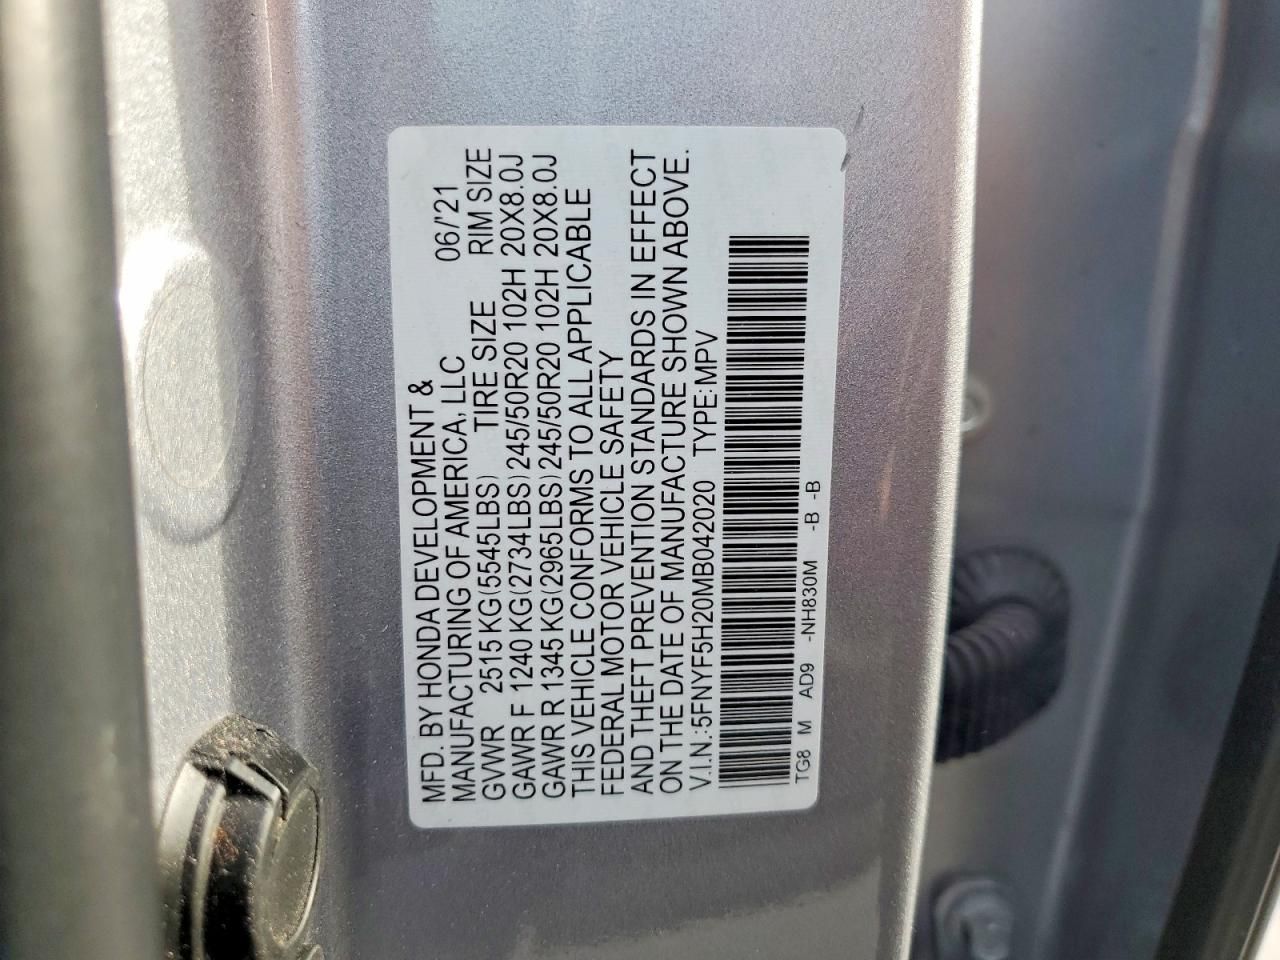 MFD. BY HONDA DEVELOPMENT &
MANUFACTURING OF AMERICA, LLC 06/'21
GVWR 2515 KG(5545LBS) TIRE SIZE RIM SIZE
GAWR F 1240 KG(2734LBS) 245/50R20 102H 20X8.0J
GAWR R 1345 KG(2965LBS) 245/50R20 102H 20X8.0J
THIS VEHICLE CONFORMS TO ALL APPLICABLE
FEDERAL MOTOR VEHICLE SAFETY
AND THEFT PREVENTION STANDARDS IN EFFECT
ON THE DATE OF MANUFACTURE SHOWN ABOVE.
V.I.N.:5FNYF5H20MB042020 TYPE:MPV
TG8 M AD9 -NH830M -B -B